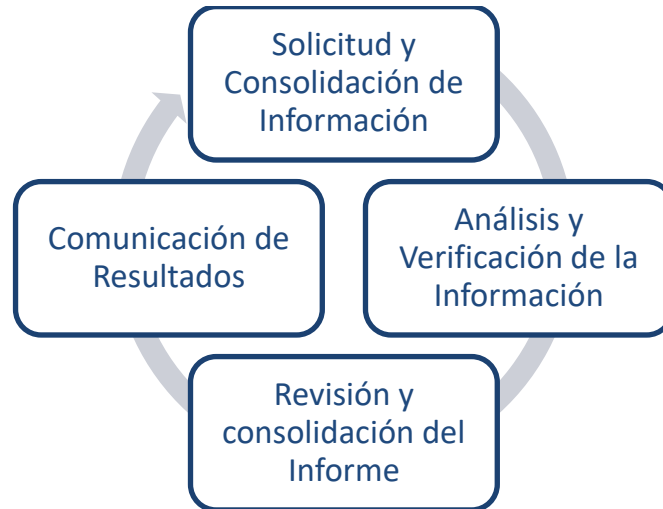 Solicitud y
Consolidación de
Información
Análisis y
Verificación de la
Información
Revisión y
consolidación del
Informe
Comunicación de
Resultados